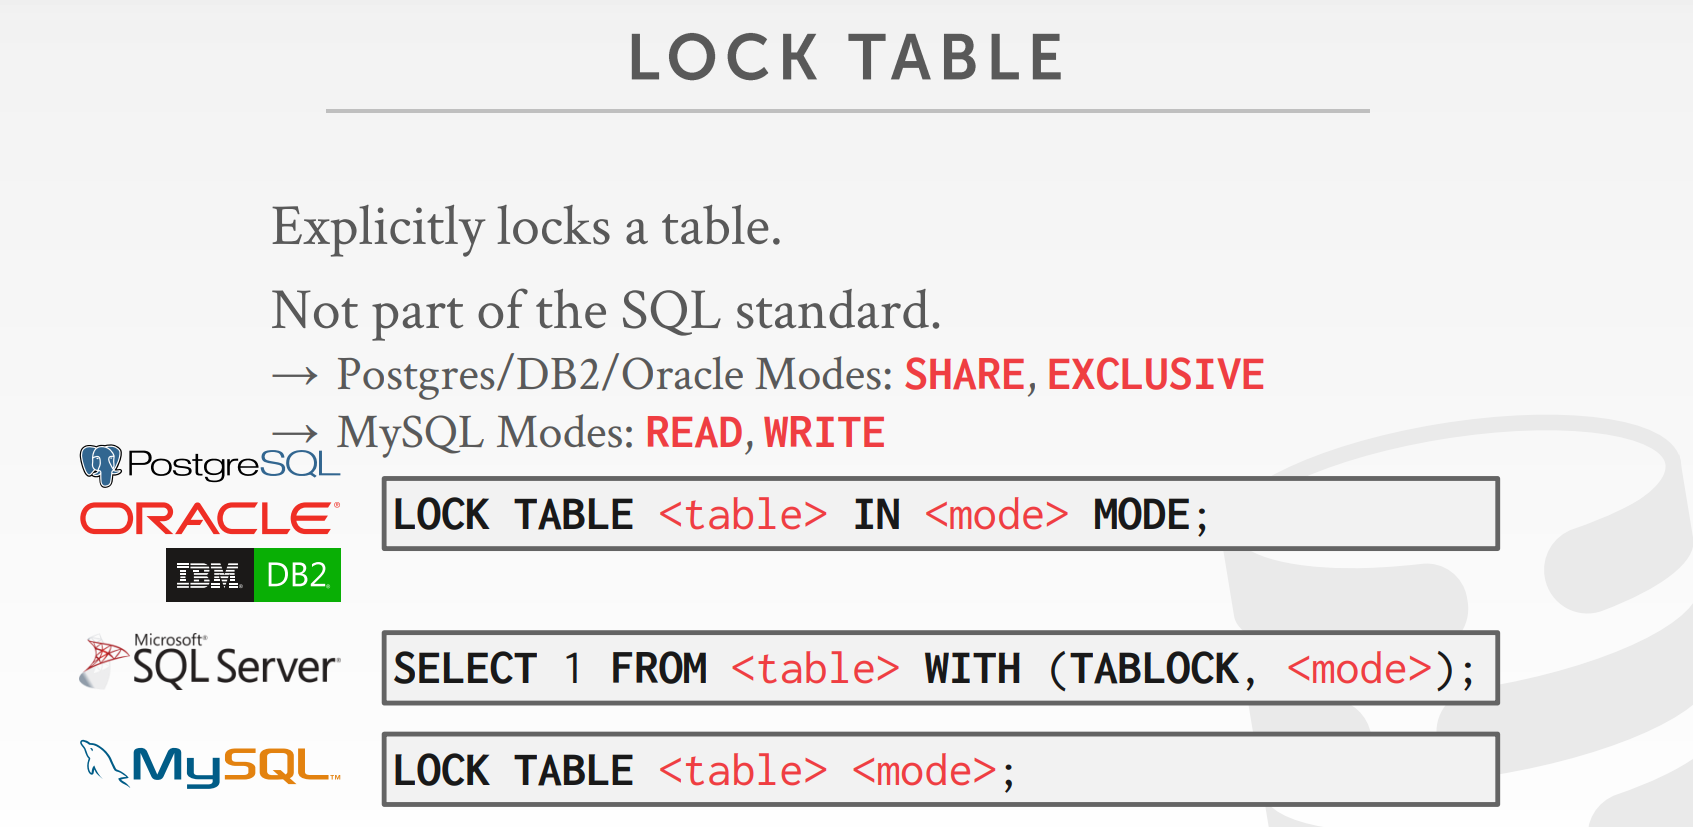 LOCK TABLE
Explicitly locks a table.
Not part of the SQL standard.
→ Postgres/DB2/Oracle Modes: SHARE, EXCLUSIVE
→ MySQL Modes: READ, WRITE
PostgreSQL
ORACLE®
IBM® DB2®
LOCK TABLE <table> IN <mode> MODE;
Microsoft®
SQL Server®
SELECT 1 FROM <table> WITH (TABLOCK, <mode>);
MySQL™
LOCK TABLE <table> <mode>;